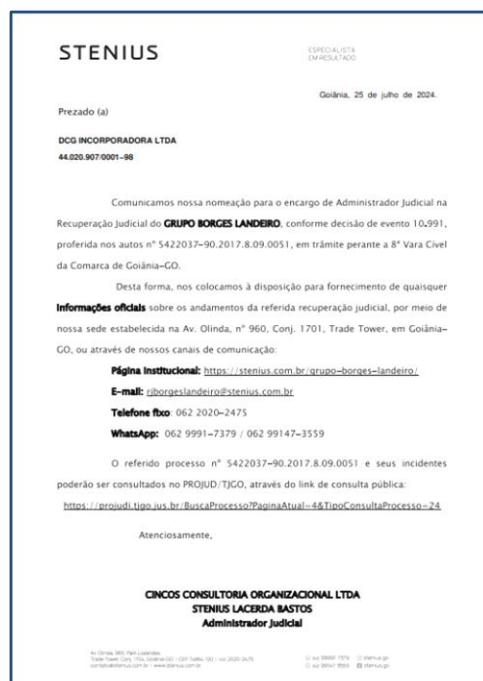 STENIUS
ESPECIALISTA
EM RESULTADO
Goiânia, 25 de julho de 2024.
Prezado (a)
DCG INCORPORADORA LTDA
44.020.907/0001-98
Comunicamos nossa nomeação para o encargo de Administrador Judicial na
Recuperação Judicial do GRUPO BORGES LANDEIRO, conforme decisão de evento 10.991,
proferida nos autos n° 5422037-90.2017.8.09.0051, em trâmite perante a 8° Vara Cível
da Comarca de Goiânia-GO.
Desta forma, nos colocamos à disposição para fornecimento de quaisquer
Informações oficiais sobre os andamentos da referida recuperação judicial, por meio de
nossa sede estabelecida na Av. Olinda, n° 960, Conj. 1701, Trade Tower, em Goiânia-
GO, ou através de nossos canais de comunicação:
Página Institucional: https://stenius.com.br/grupo-borges-landeiro/
E-mail: riborgeslandeiro@stenius.com.br
Telefone fixo: 062 2020-2475
WhatsApp: 062 9991-7379 / 062 99147-3559
O referido processo n° 5422037-90.2017.8.09.0051 e seus incidentes
poderão ser consultados no PROJUD/TJGO, através do link de consulta pública:
https://projudi.tjgo.jus.br/BuscaProcesso?PaginaAtual=4&TipoConsultaProcesso=24
Atenciosamente,
CINCOS CONSULTORIA ORGANIZACIONAL LTDA
STENIUS LACERDA BASTOS
Administrador Judicial
Av. Olinda, 960, Park Lozandes